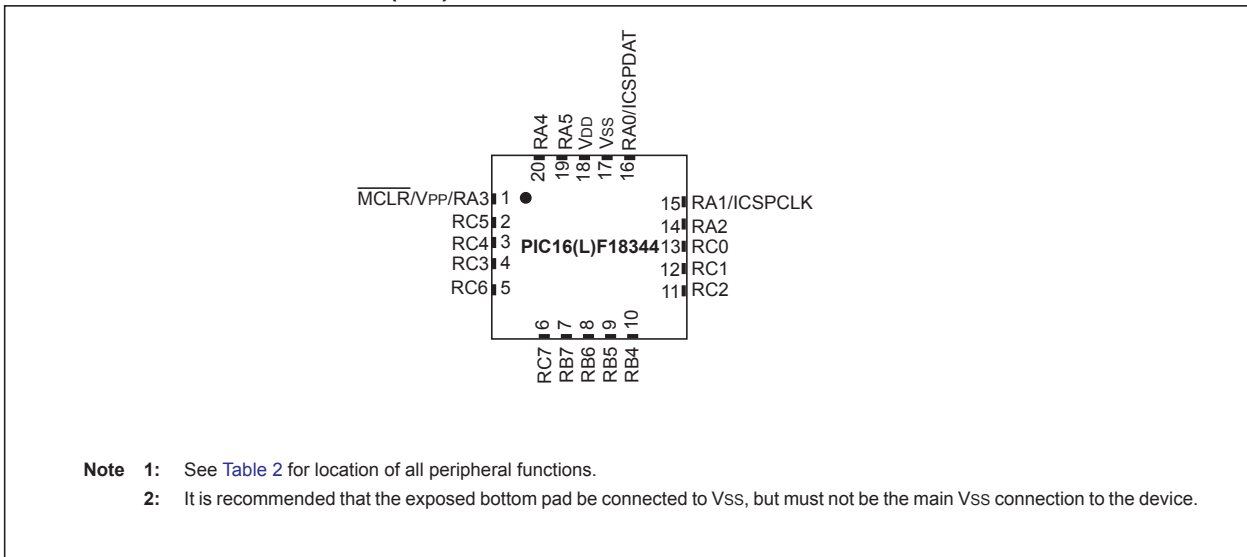 20 RA4
19 RA5
18 VDD
17 VSS
16 RA0/ICSPDAT
MCLR/VPP/RA3 1
RC5 2
RC4 3
RC3 4
RC6 5
PIC16(L)F18344
15 RA1/ICSPCLK
14 RA2
13 RC0
12 RC1
11 RC2
6 RC7
7 RB7
8 RB6
9 RB5
10 RB4
Note 1: See Table 2 for location of all peripheral functions.
2: It is recommended that the exposed bottom pad be connected to VSS, but must not be the main VSS connection to the device.